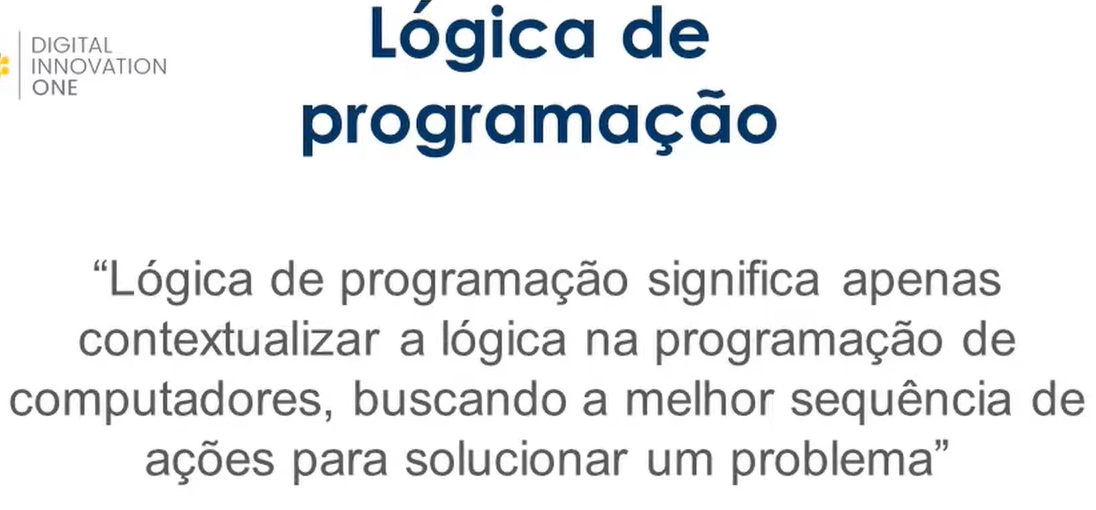 DIGITAL
INNOVATION
ONE
Lógica de
programação
“Lógica de programação significa apenas
contextualizar a lógica na programação de
computadores, buscando a melhor sequência de
ações para solucionar um problema”